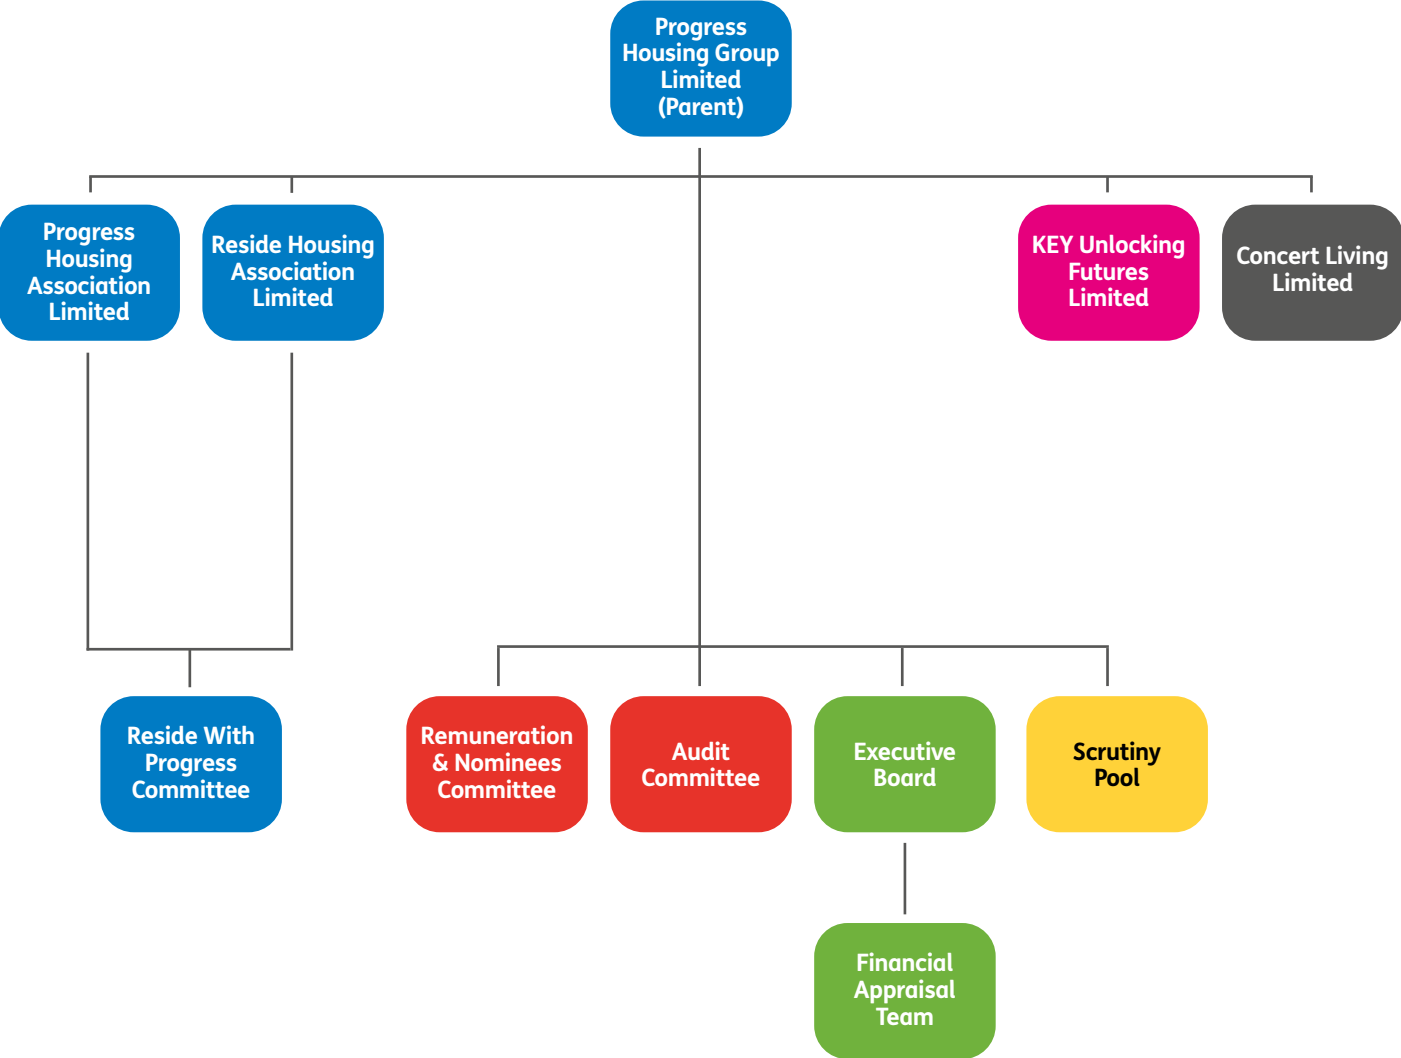 Progress
Housing Group
Limited
(Parent)
Progress
Housing
Association
Limited
Reside Housing
Association
Limited
KEY Unlocking
Futures
Limited
Concert Living
Limited
Reside With
Progress
Committee
Remuneration
& Nominees
Committee
Audit
Committee
Executive
Board
Scrutiny
Pool
Financial
Appraisal
Team